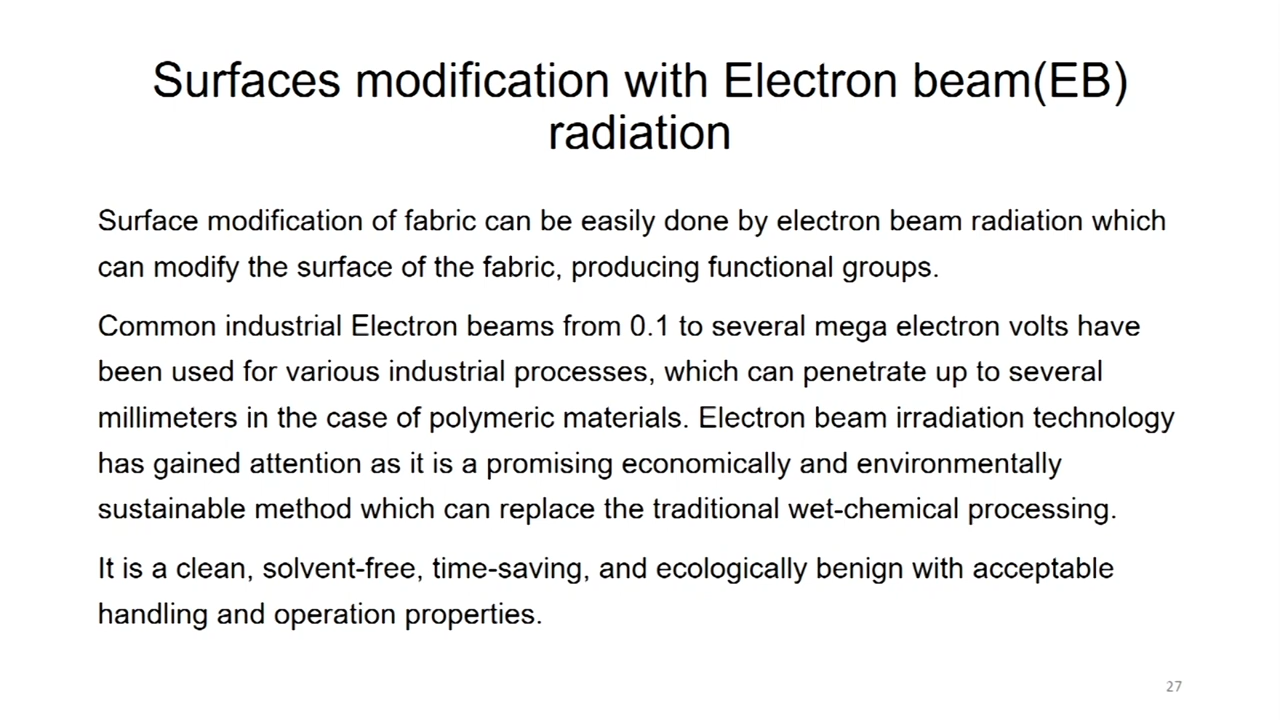 Surfaces modification with Electron beam(EB)
radiation
Surface modification of fabric can be easily done by electron beam radiation which
can modify the surface of the fabric, producing functional groups.
Common industrial Electron beams from 0.1 to several mega electron volts have
been used for various industrial processes, which can penetrate up to several
millimeters in the case of polymeric materials. Electron beam irradiation technology
has gained attention as it is a promising economically and environmentally
sustainable method which can replace the traditional wet-chemical processing.
It is a clean, solvent-free, time-saving, and ecologically benign with acceptable
handling and operation properties.
27